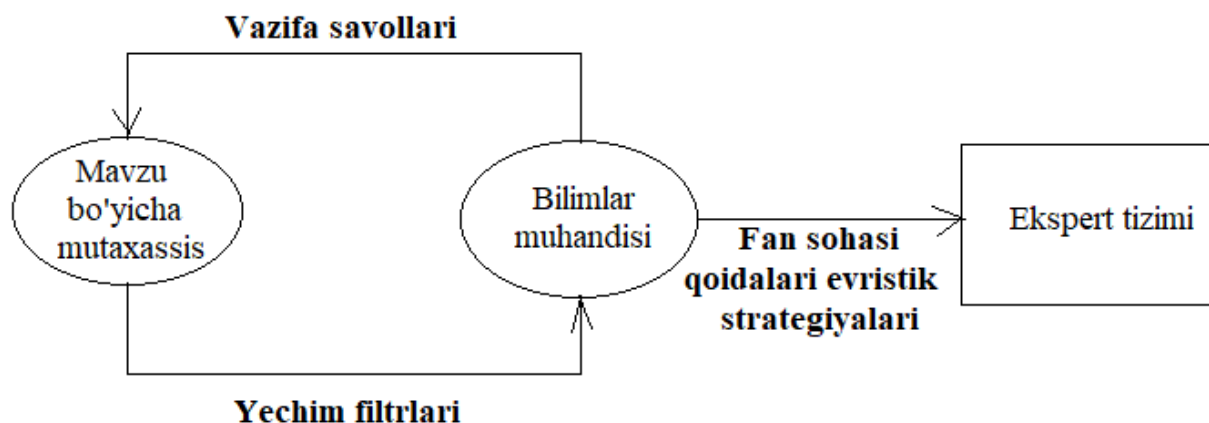 Vazifa savollari
Mavzu
bo'yicha
mutaxassis
Bilimlar
muhandisi
Fan sohasi
qoidalari evristik
strategiyalari
Ekspert tizimi
Yechim filtrlari